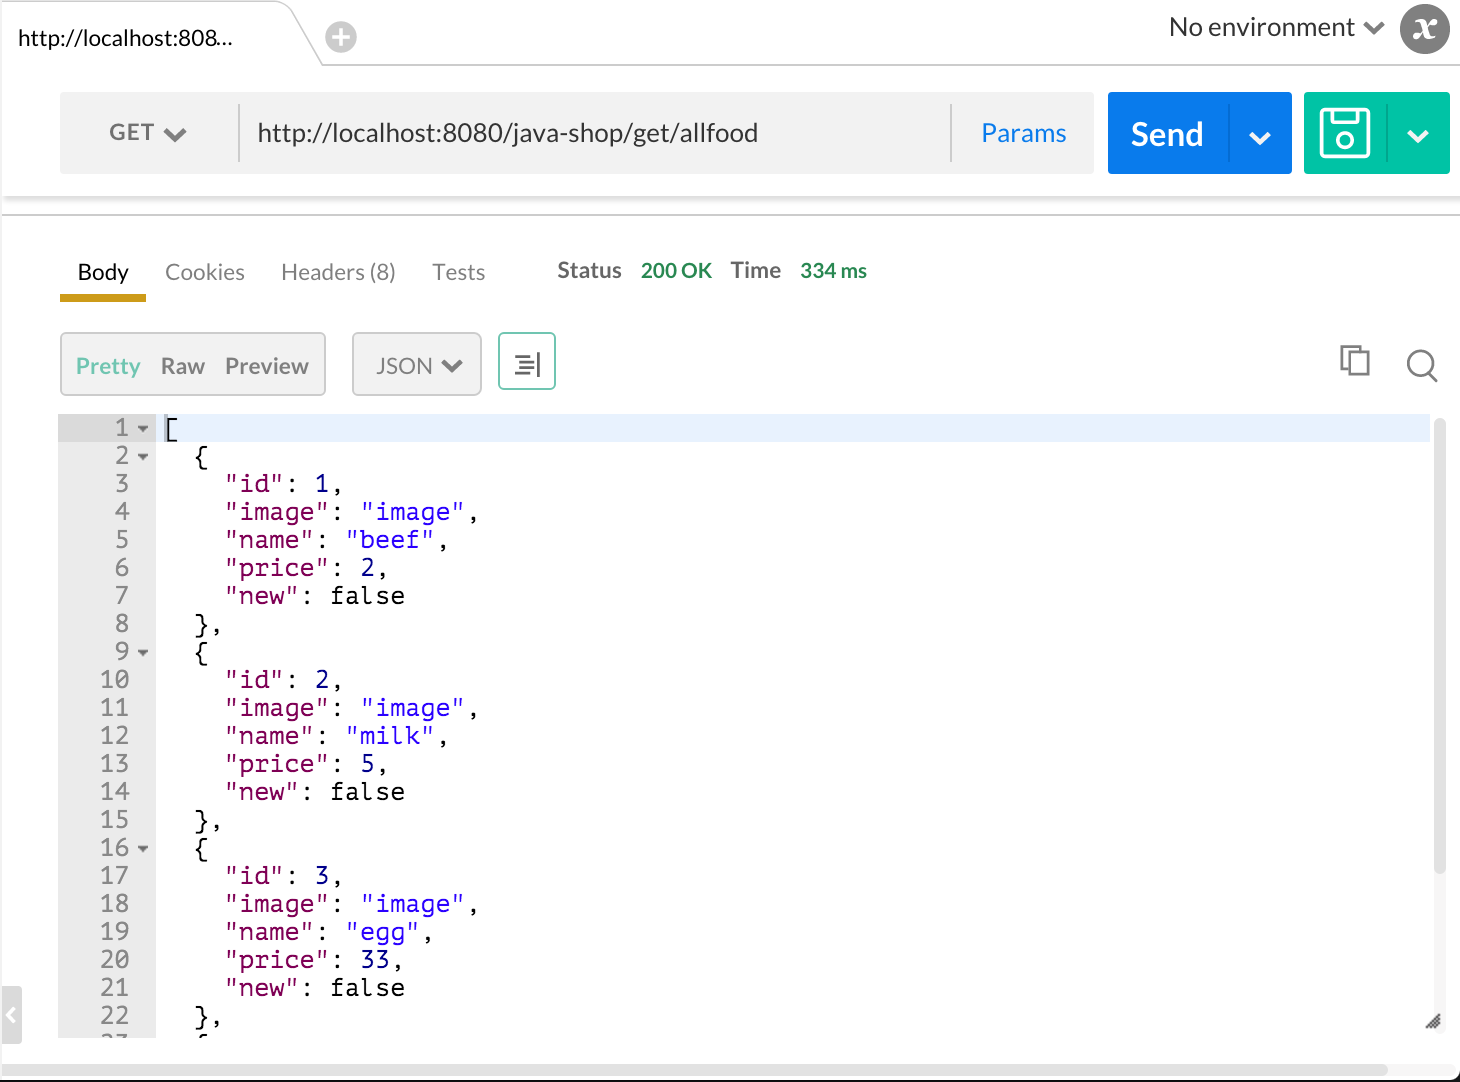 http://localhost:808...
No environment
GET http://localhost:8080/java-shop/get/allfood Params Send
Body Cookies Headers (8) Tests Status 200 OK Time 334 ms
Pretty Raw Preview JSON
1 [
2 {
3 "id": 1,
4 "image": "image",
5 "name": "beef",
6 "price": 2,
7 "new": false
8 },
9 {
10 "id": 2,
11 "image": "image",
12 "name": "milk",
13 "price": 5,
14 "new": false
15 },
16 {
17 "id": 3,
18 "image": "image",
19 "name": "egg",
20 "price": 33,
21 "new": false
22 },